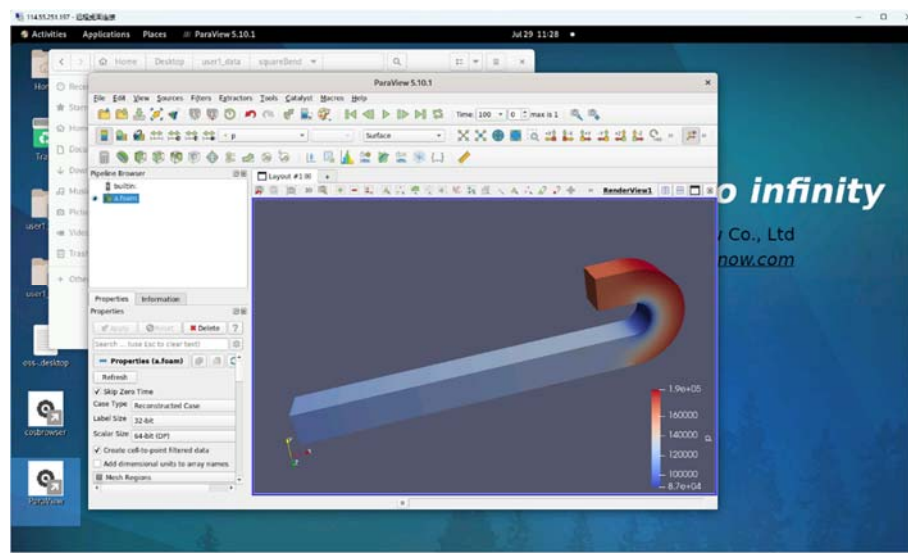 114.55.251.197 - 远程桌面连接
Activities Applications Places ParaView 5.10.1 Jul 29 11:28
Home Desktop user1_data squareBend
ParaView 5.10.1
File Edit View Sources Filters Extractors Tools Catalyst Macros Help
Time: 100 0 max is 1
p Surface
Pipeline Browser
Layout #1
builtin:
RenderView1
a.foam
o infinity
Co., Ltd
now.com
Properties Information
Properties
Apply Reset Delete ?
Search ... (use Esc to clear text)
Properties (a.foam)
Refresh
Skip Zero Time
Case Type Reconstructed Case
Label Size 32-bit
Scalar Size 64-bit (DP)
Create cell-to-point filtered data
Add dimensional units to array names
Mesh Regions
1.9e+05
160000
140000
p
120000
100000
8.7e+04
cosbrowser
ParaView